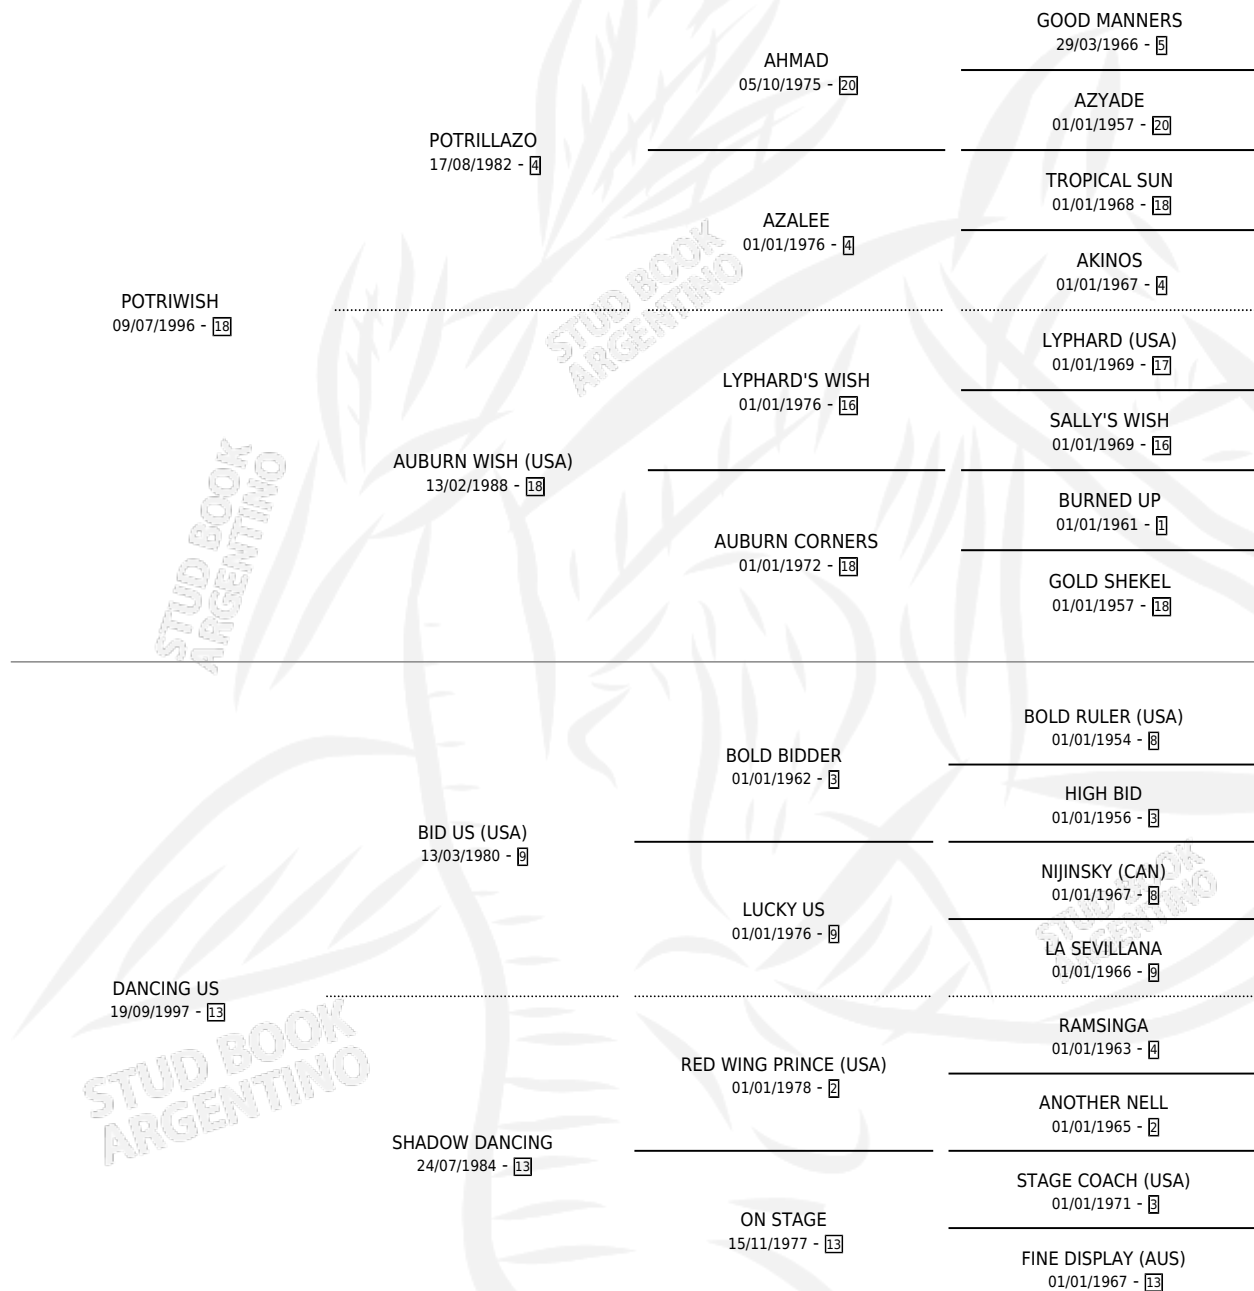 GOOD MANNERS
29/03/1966 - 5
AHMAD
05/10/1975 - 20
AZYADE
01/01/1957 - 20
POTRILLAZO
17/08/1982 - 4
TROPICAL SUN
01/01/1968 - 18
AZALEE
01/01/1976 - 4
AKINOS
01/01/1967 - 4
POTRIWISH
09/07/1996 - 18
LYPHARD (USA)
01/01/1969 - 17
LYPHARD'S WISH
01/01/1976 - 16
SALLY'S WISH
01/01/1969 - 16
AUBURN WISH (USA)
13/02/1988 - 18
BURNED UP
01/01/1961 - 1
AUBURN CORNERS
01/01/1972 - 18
GOLD SHEKEL
01/01/1957 - 18
BOLD RULER (USA)
01/01/1954 - 8
BOLD BIDDER
01/01/1962 - 3
HIGH BID
01/01/1956 - 3
BID US (USA)
13/03/1980 - 9
NIJINSKY (CAN)
01/01/1967 - 8
LUCKY US
01/01/1976 - 9
LA SEVILLANA
01/01/1966 - 9
DANCING US
19/09/1997 - 13
RAMSINGA
01/01/1963 - 4
RED WING PRINCE (USA)
01/01/1978 - 2
ANOTHER NELL
01/01/1965 - 2
SHADOW DANCING
24/07/1984 - 13
STAGE COACH (USA)
01/01/1971 - 3
ON STAGE
15/11/1977 - 13
FINE DISPLAY (AUS)
01/01/1967 - 13
STUD BOOK
ARGENTINO
STUD BOOK
ARGENTINO
STUD BOOK
ARGENTINO
STUD BOOK
ARGENTINO